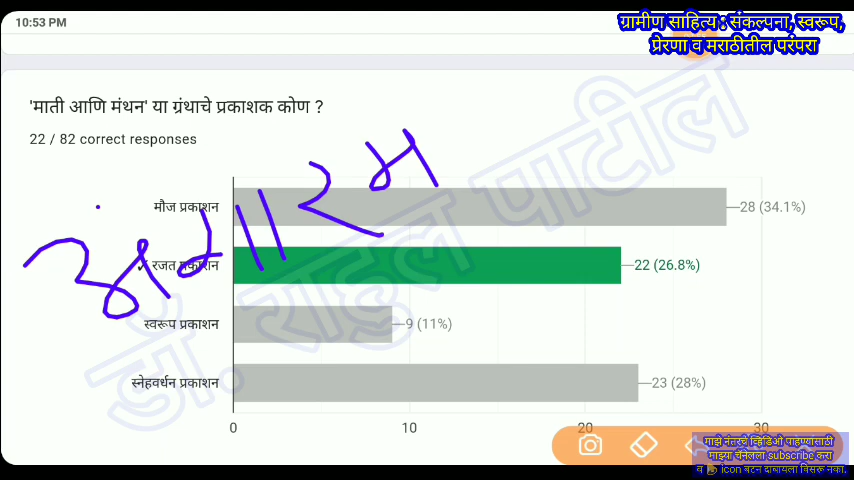 10:53 PM
ग्रामीण साहित्य : संकल्पना, स्वरूप,
प्रेरणा व मराठीतील परंपरा
'माती आणि मंथन' या ग्रंथाचे प्रकाशक कोण ?
22 / 82 correct responses
मौज प्रकाशन
28 (34.1%)
✓ रजत प्रकाशन
22 (26.8%)
स्वरूप प्रकाशन
9 (11%)
स्नेहवर्धन प्रकाशन
23 (28%)
0 10 20 30
डॉ. राहुल पाटील
माझे नंतरचे व्हिडिओ पाहण्यासाठी
माझ्या चॅनेलला subscribe करा
व icon बटन दाबायला विसरू नका.